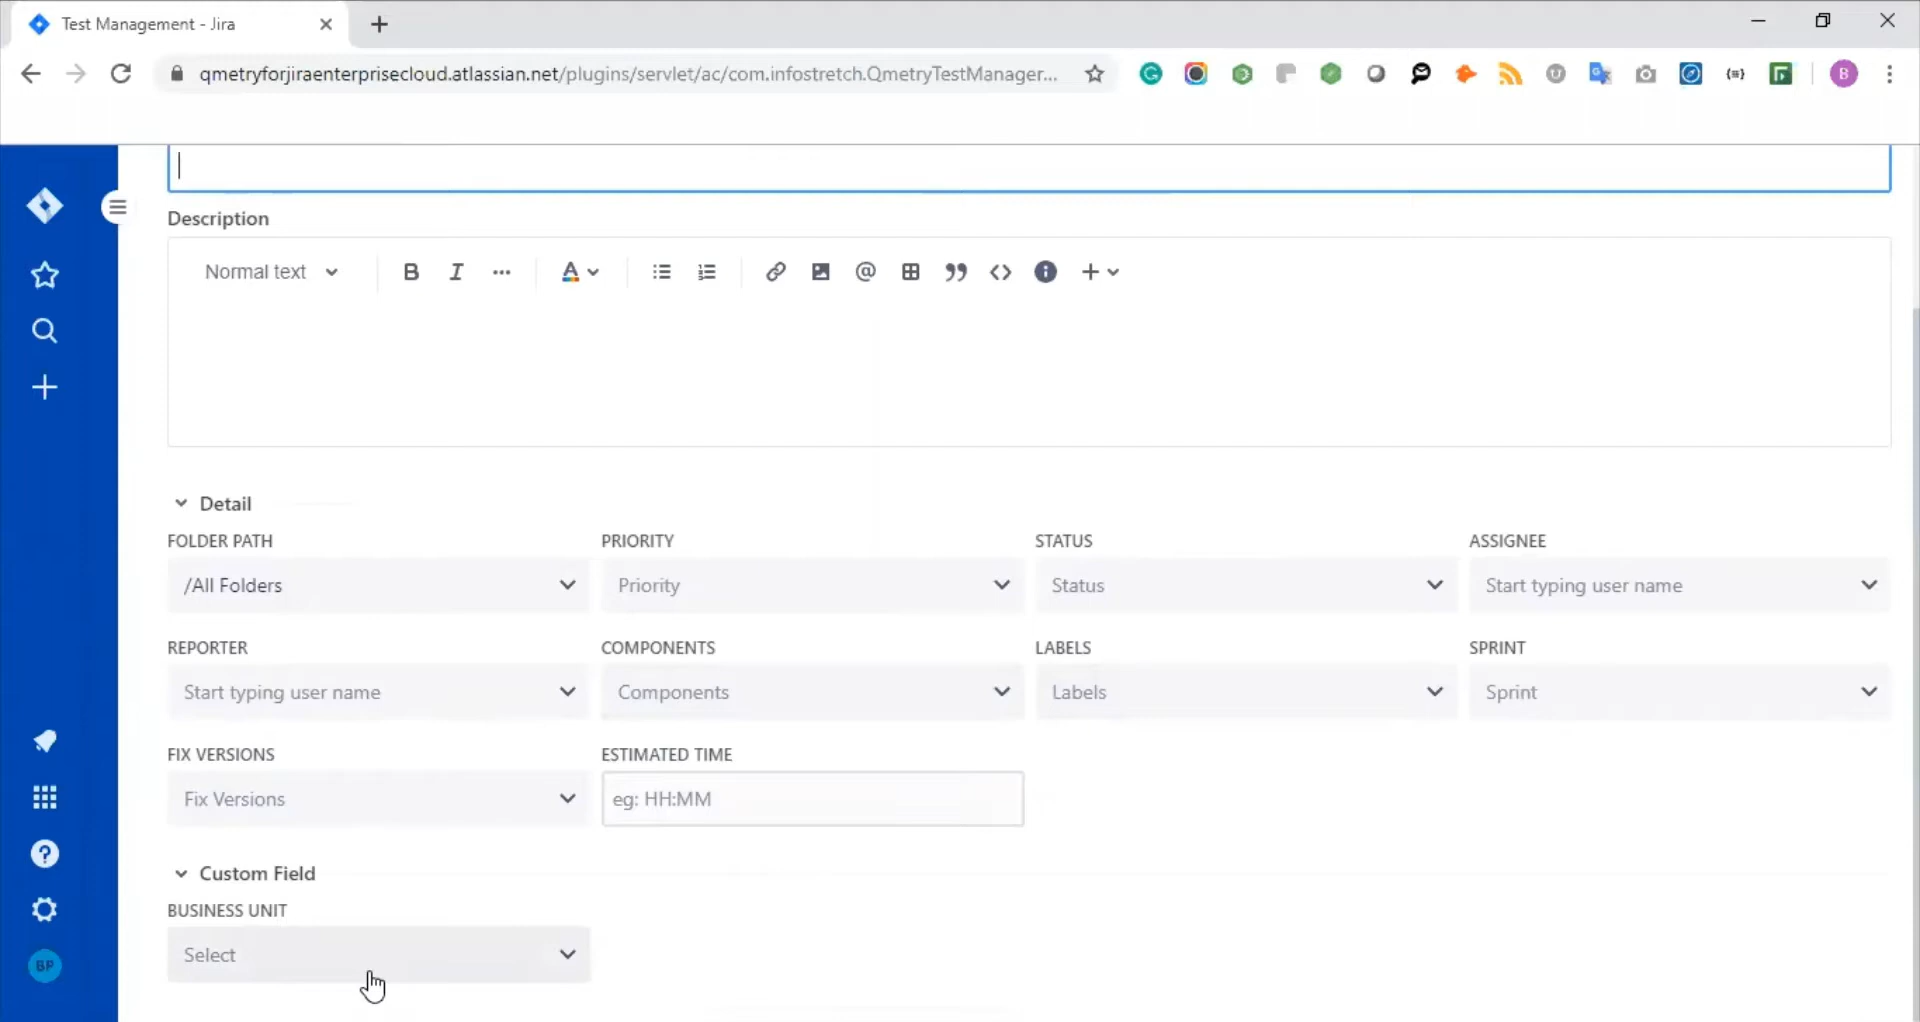 Test Management - Jira
qmetryforjiraenterprisecloud.atlassian.net/plugins/servlet/ac/com.infostretch.QmetryTestManager...
B
Description
Normal text
B I ... A @
Detail
FOLDER PATH PRIORITY STATUS ASSIGNEE
/All Folders Priority Status Start typing user name
REPORTER COMPONENTS LABELS SPRINT
Start typing user name Components Labels Sprint
FIX VERSIONS ESTIMATED TIME
Fix Versions eg: HH:MM
Custom Field
BUSINESS UNIT
Select
BP